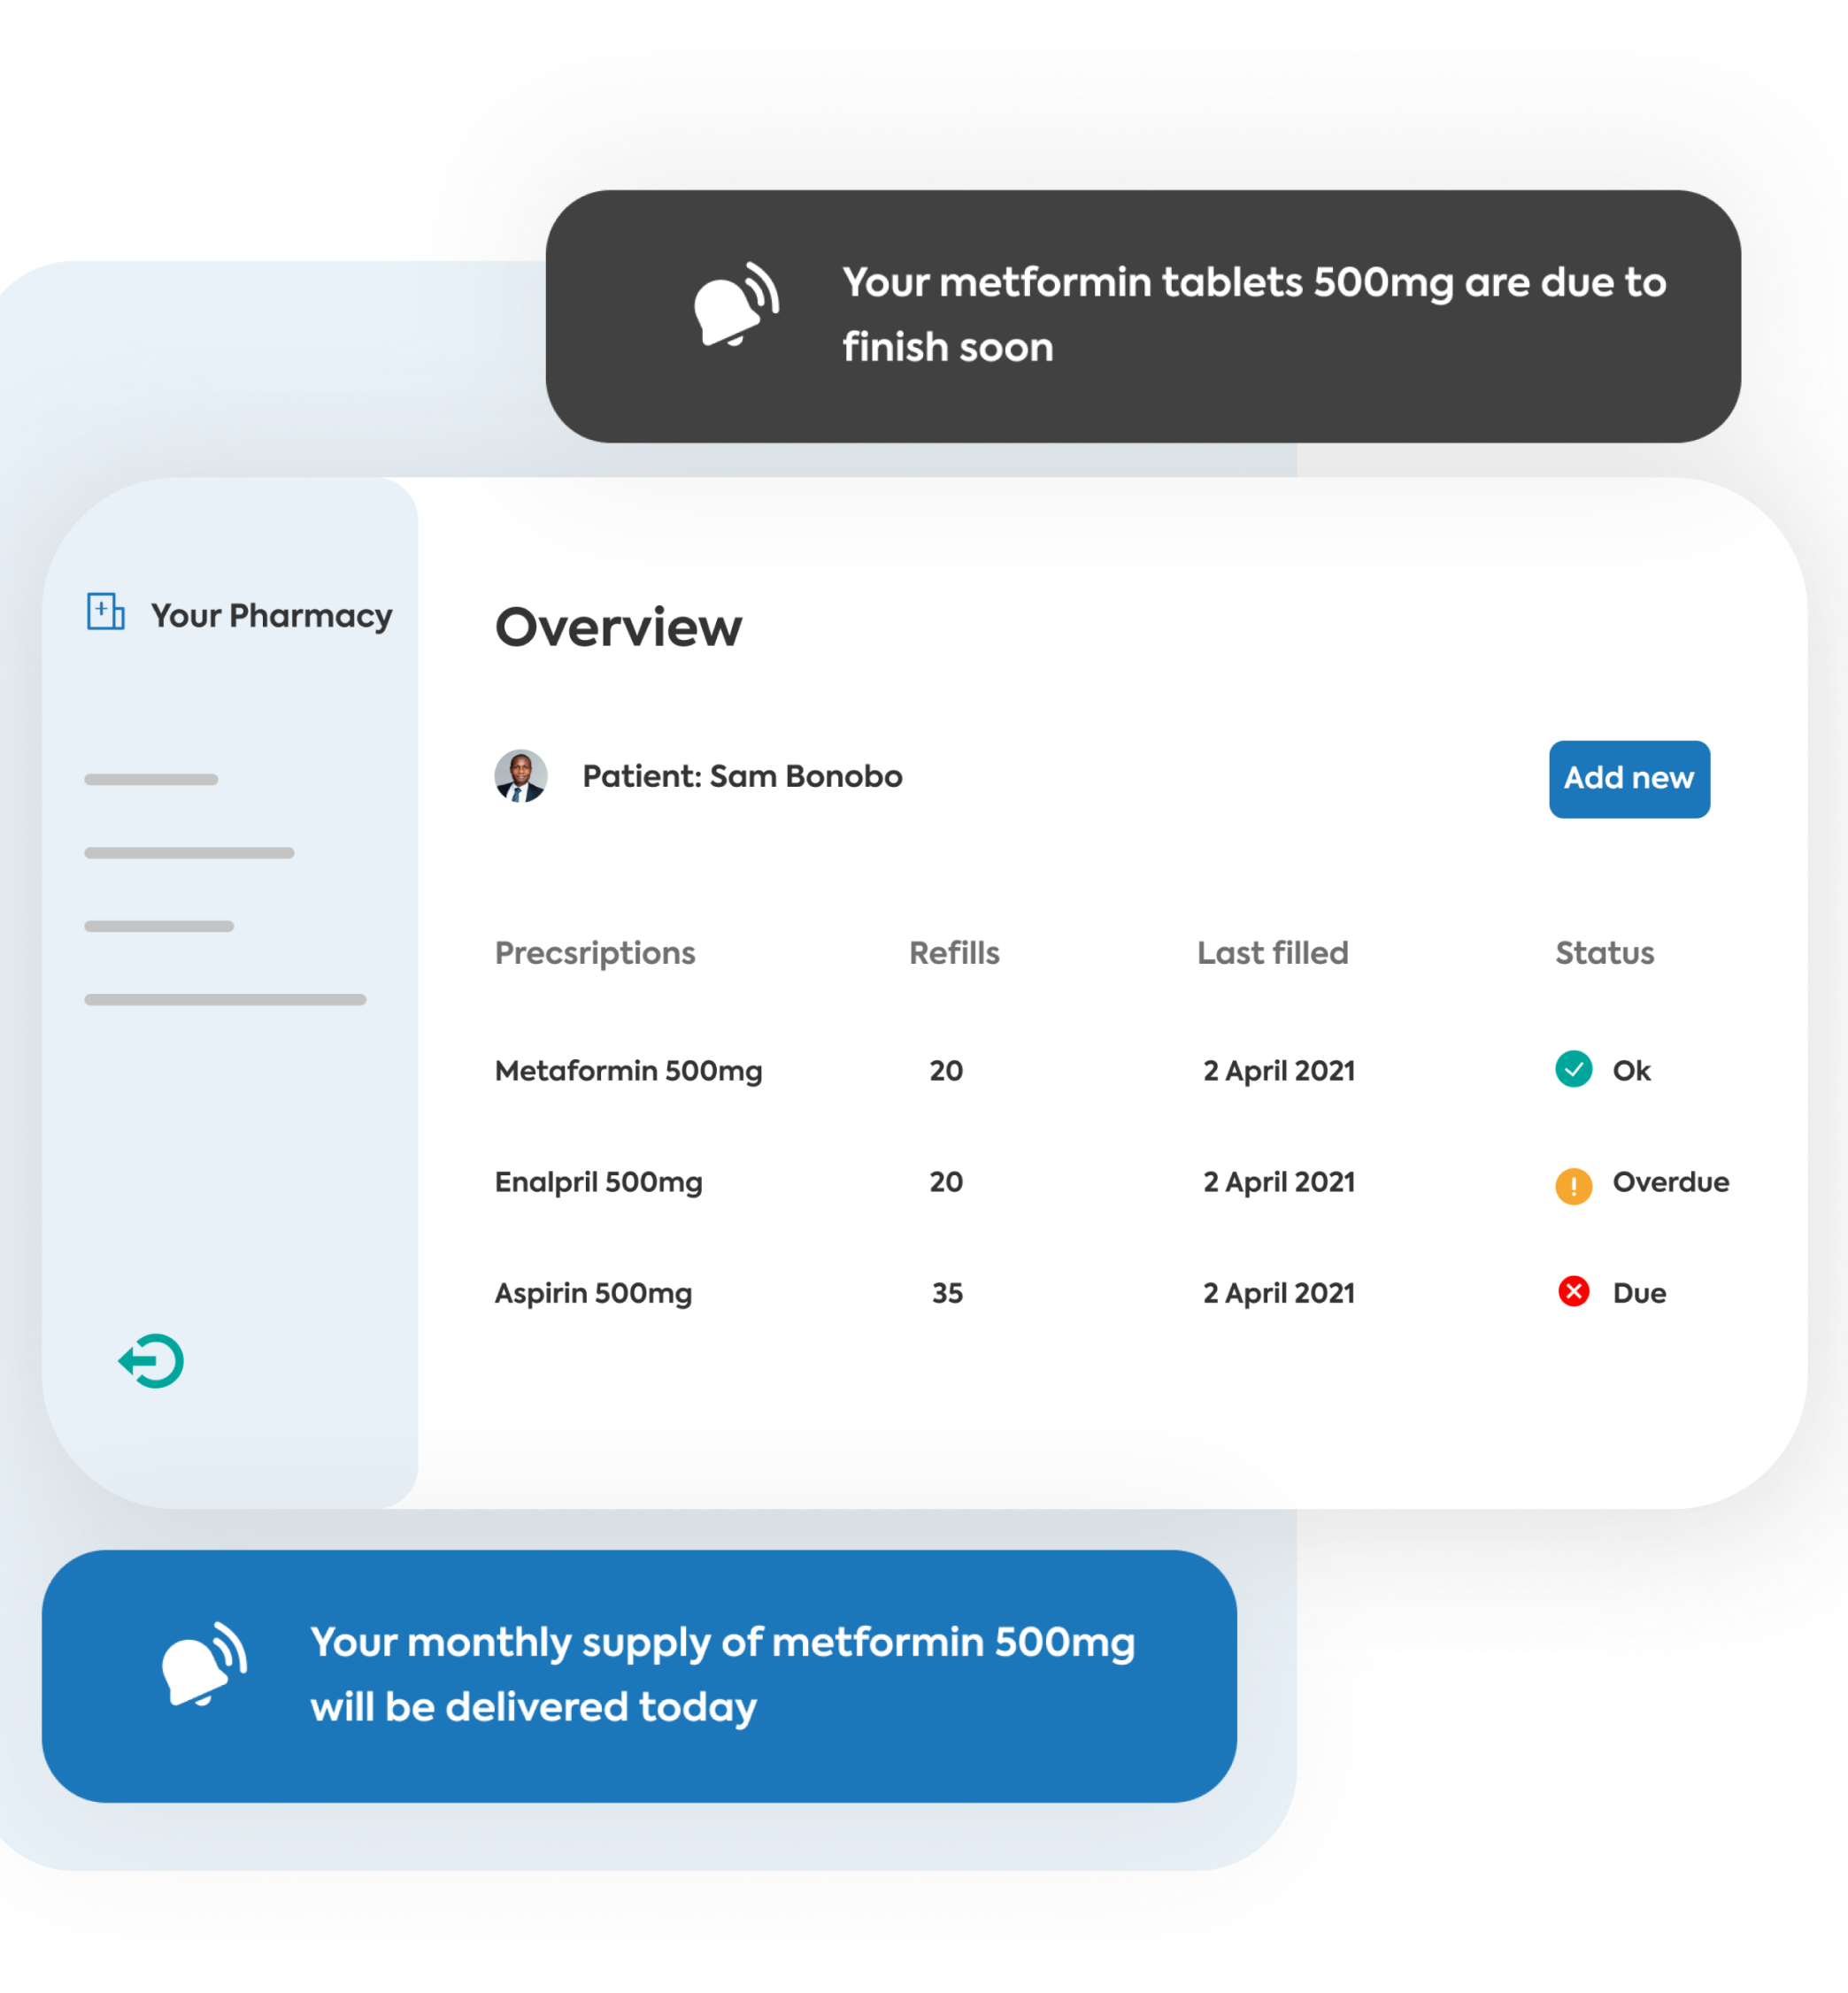 Your metformin tablets 500mg are due to
finish soon
Your Pharmacy
Overview
Patient: Sam Bonobo
Add new
Precsriptions Refills Last filled Status
Metaformin 500mg 20 2 April 2021 Ok
Enalpril 500mg 20 2 April 2021 Overdue
Aspirin 500mg 35 2 April 2021 Due
Your monthly supply of metformin 500mg
will be delivered today